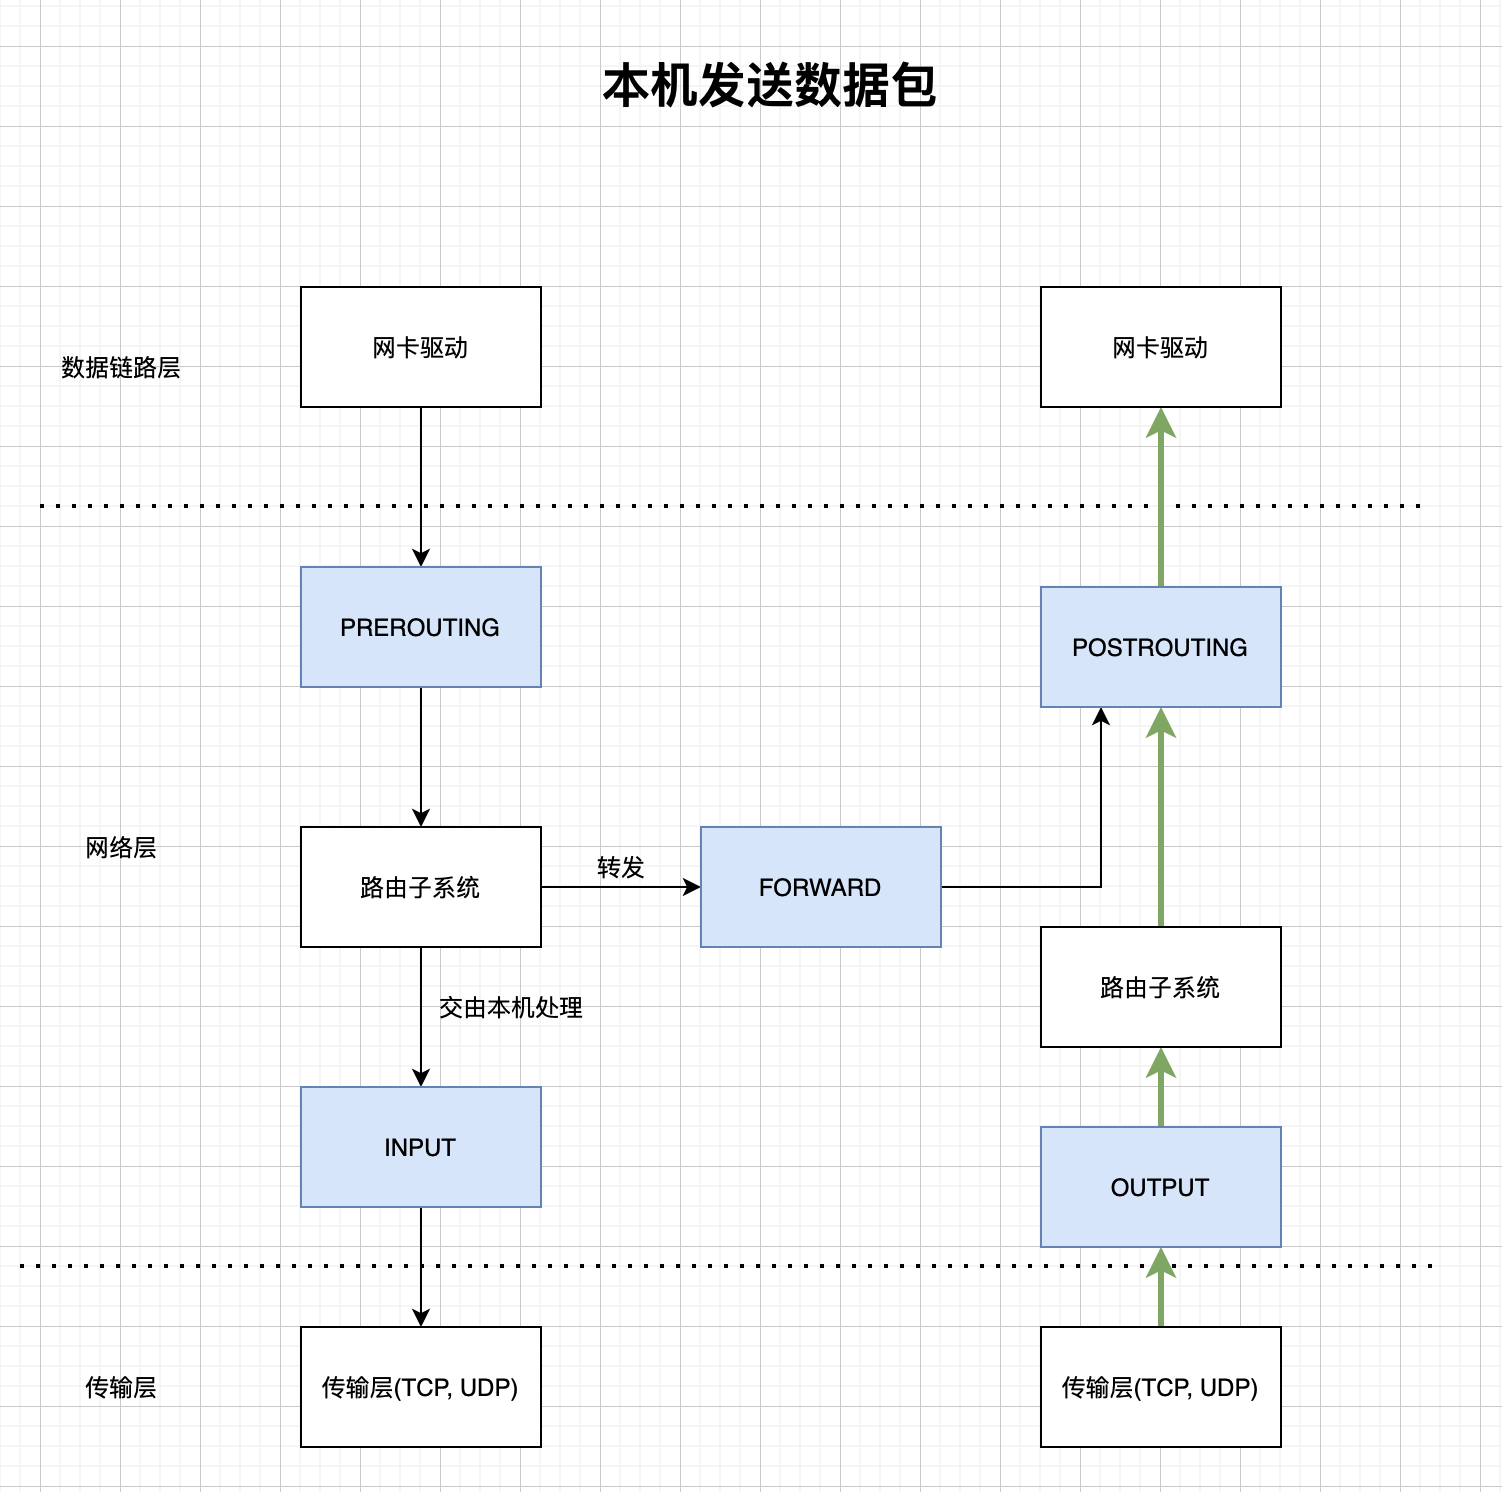 本机发送数据包
网卡驱动
网卡驱动
数据链路层
PREROUTING
POSTROUTING
网络层
转发
路由子系统
FORWARD
路由子系统
交由本机处理
INPUT
OUTPUT
传输层
传输层(TCP, UDP)
传输层(TCP, UDP)